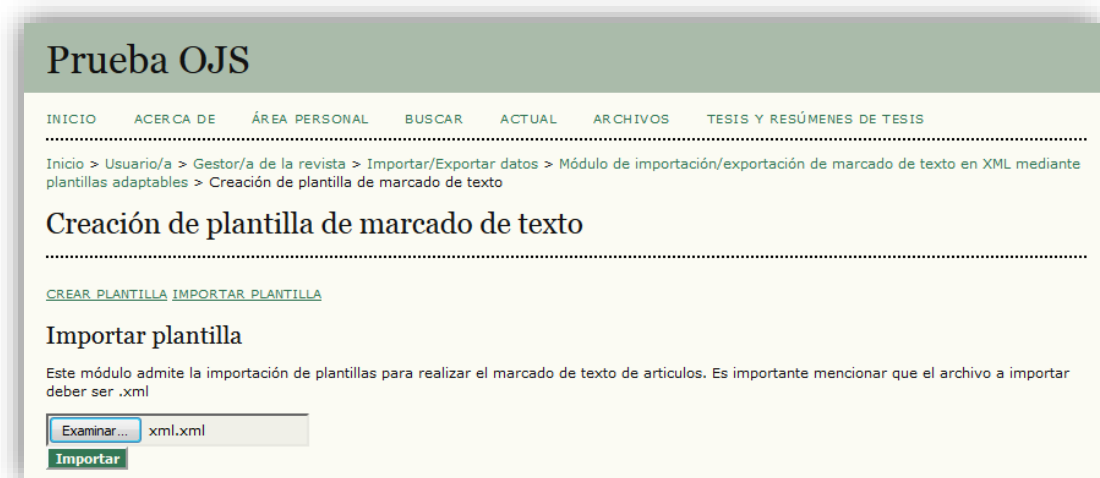 Prueba OJS
INICIO ACERCA DE ÁREA PERSONAL BUSCAR ACTUAL ARCHIVOS TESIS Y RESÚMENES DE TESIS
Inicio > Usuario/a > Gestor/a de la revista > Importar/Exportar datos > Módulo de importación/exportación de marcado de texto en XML mediante
plantillas adaptables > Creación de plantilla de marcado de texto
Creación de plantilla de marcado de texto
CREAR PLANTILLA IMPORTAR PLANTILLA
Importar plantilla
Este módulo admite la importación de plantillas para realizar el marcado de texto de articulos. Es importante mencionar que el archivo a importar
deber ser .xml
Examinar... xml.xml
Importar